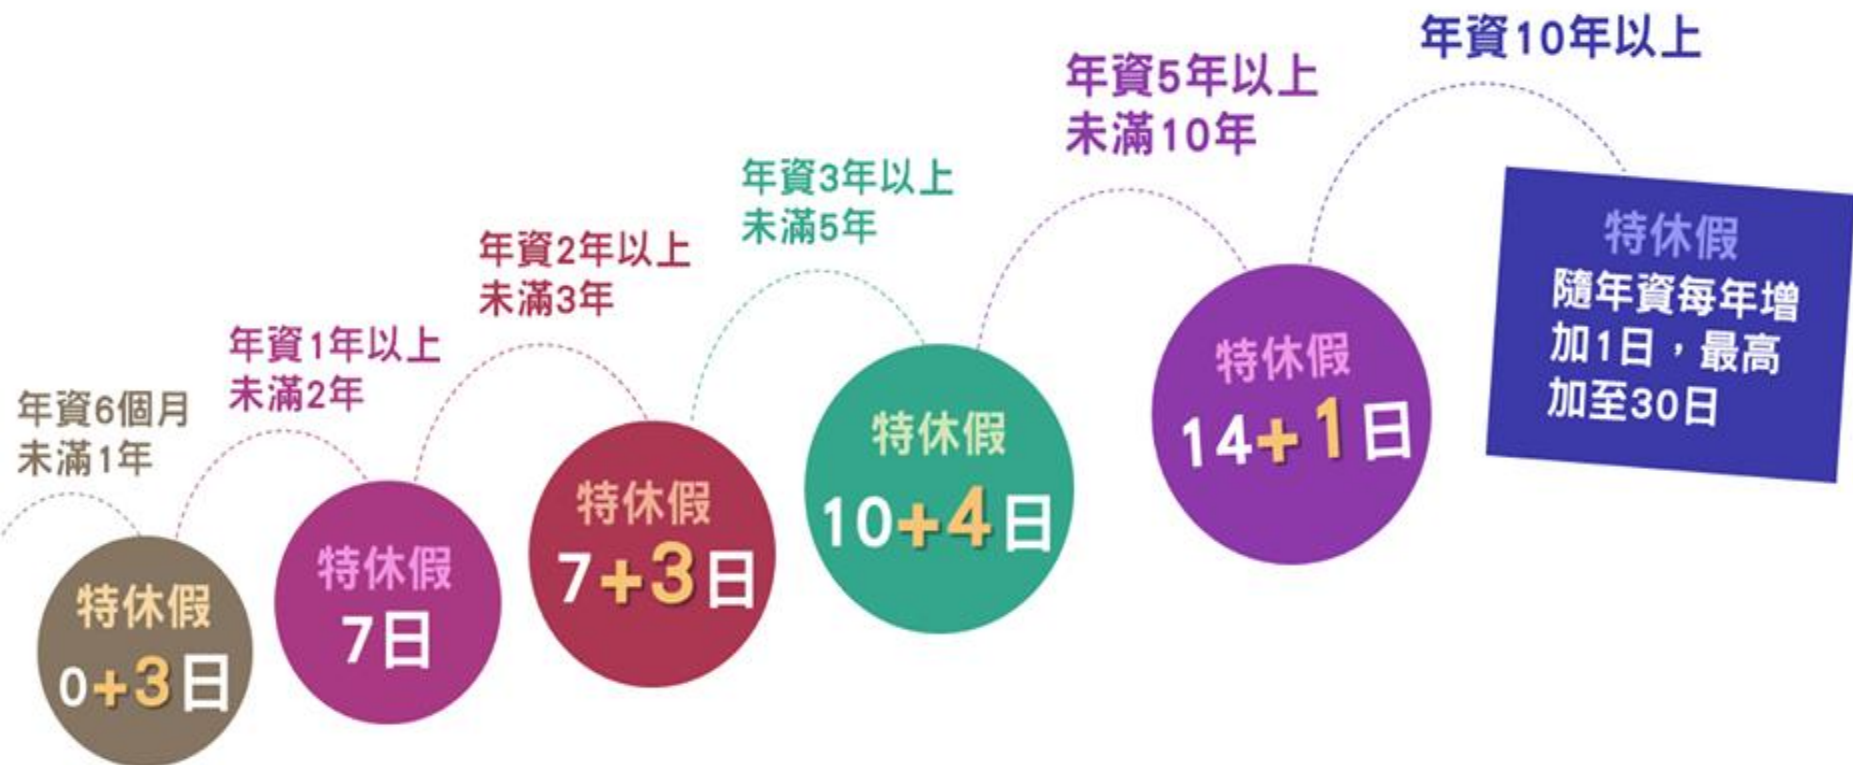 年資6個月
未滿1年
特休假
0+3日
年資1年以上
未滿2年
特休假
7日
年資2年以上
未滿3年
特休假
7+3日
年資3年以上
未滿5年
特休假
10+4日
年資5年以上
未滿10年
特休假
14+1日
年資10年以上
特休假
隨年資每年增
加1日，最高
加至30日